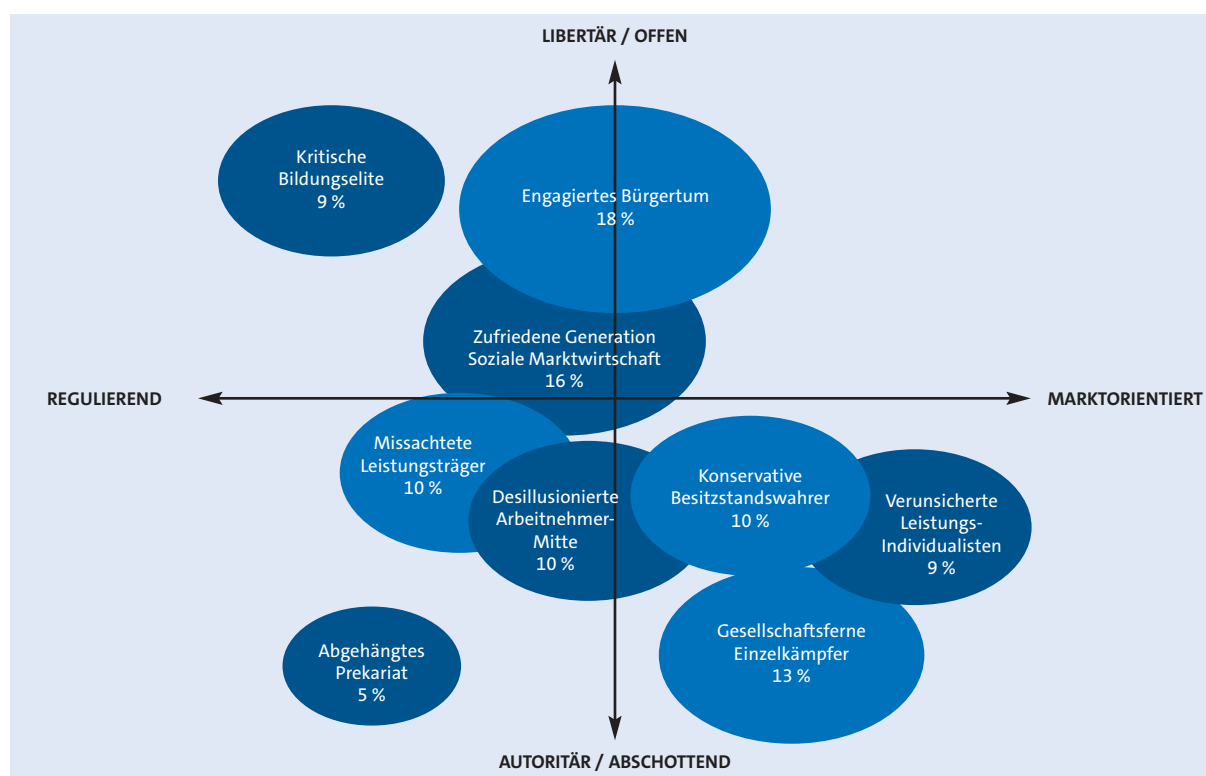 LIBERTÄR / OFFEN
Kritische
Bildungselite
9 %
Engagiertes Bürgertum
18 %
Zufriedene Generation
Soziale Marktwirtschaft
16 %
REGULIEREND
MARKTORIENTIERT
Missachtete
Leistungsträger
10 %
Desillusionierte
Arbeitnehmer-
Mitte
10 %
Konservative
Besitzstandswahrer
10 %
Verunsicherte
Leistungs-
Individualisten
9 %
Abgehängtes
Prekariat
5 %
Gesellschaftsferne
Einzelkämpfer
13 %
AUTORITÄR / ABSCHOTTEND